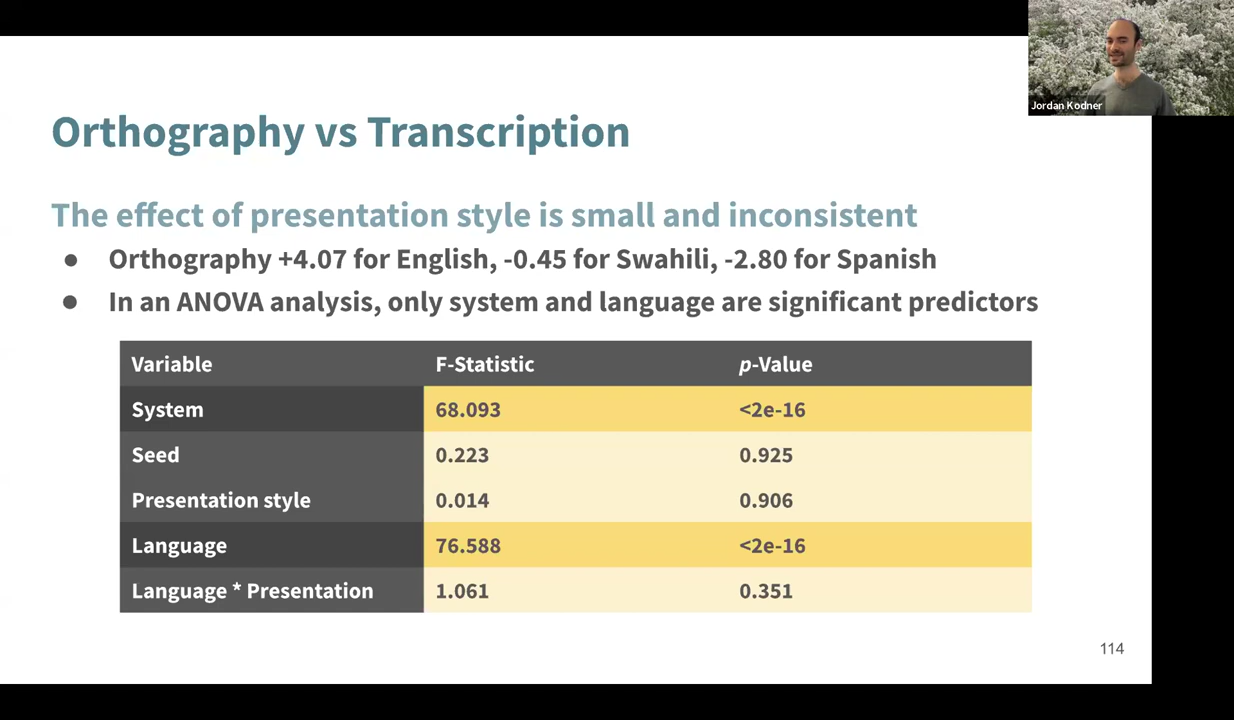 Jordan Kodner
Orthography vs Transcription
The effect of presentation style is small and inconsistent
● Orthography +4.07 for English, -0.45 for Swahili, -2.80 for Spanish
● In an ANOVA analysis, only system and language are significant predictors
Variable F-Statistic p-Value
System 68.093 <2e-16
Seed 0.223 0.925
Presentation style 0.014 0.906
Language 76.588 <2e-16
Language * Presentation 1.061 0.351
114